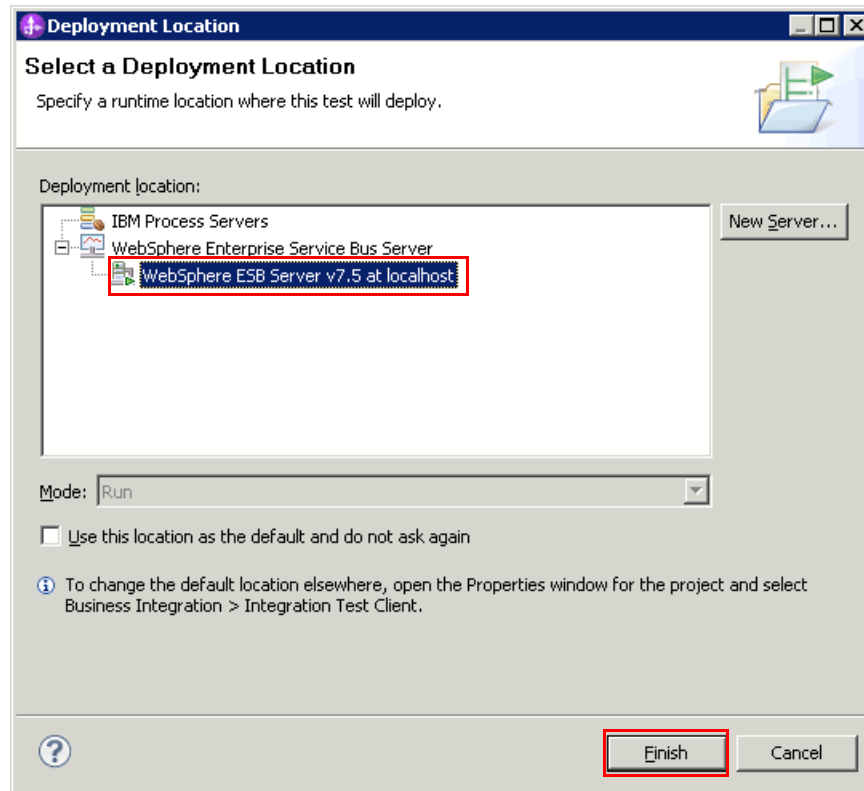 Deployment Location
Select a Deployment Location
Specify a runtime location where this test will deploy.
Deployment location:
IBM Process Servers
WebSphere Enterprise Service Bus Server
WebSphere ESB Server v7.5 at localhost
New Server...
Mode: Run
Use this location as the default and do not ask again
To change the default location elsewhere, open the Properties window for the project and select
Business Integration > Integration Test Client.
?
Finish
Cancel